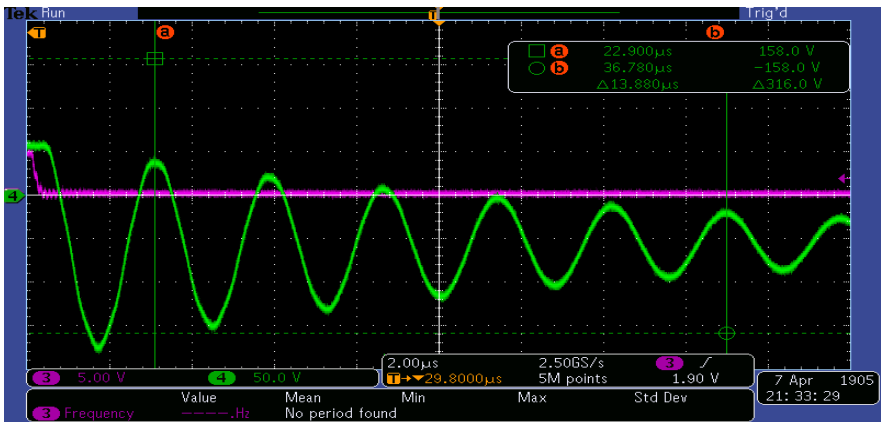 Tek Run Trig'd
T
a b
a 22.900µs 158.0 V
b 36.780µs −158.0 V
△13.880µs △316.0 V
4
3 5.00 V 4 50.0 V
2.00µs 2.50GS/s 3 ∫
T→▼29.8000µs 5M points 1.90 V
7 Apr 1905
21:33:29
Value Mean Min Max Std Dev
3 Frequency ––––.Hz No period found